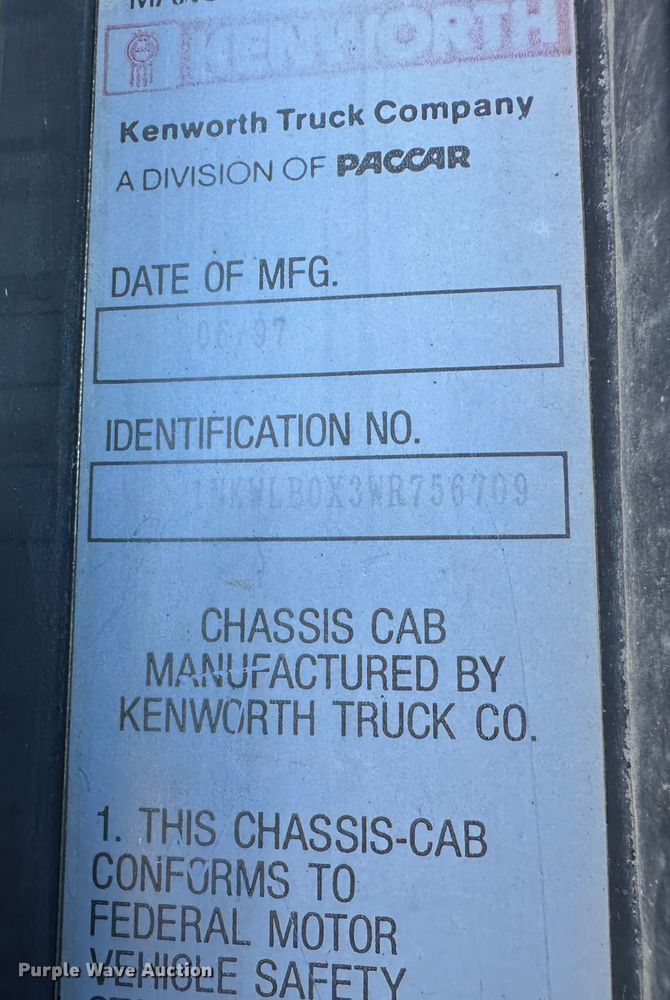 KENWORTH
Kenworth Truck Company
A DIVISION OF PACCAR
DATE OF MFG.
06/97
IDENTIFICATION NO.
1NKWLB0X3WR756709
CHASSIS CAB
MANUFACTURED BY
KENWORTH TRUCK CO.
1. THIS CHASSIS-CAB
CONFORMS TO
FEDERAL MOTOR
VEHICLE SAFETY
Purple Wave Auction